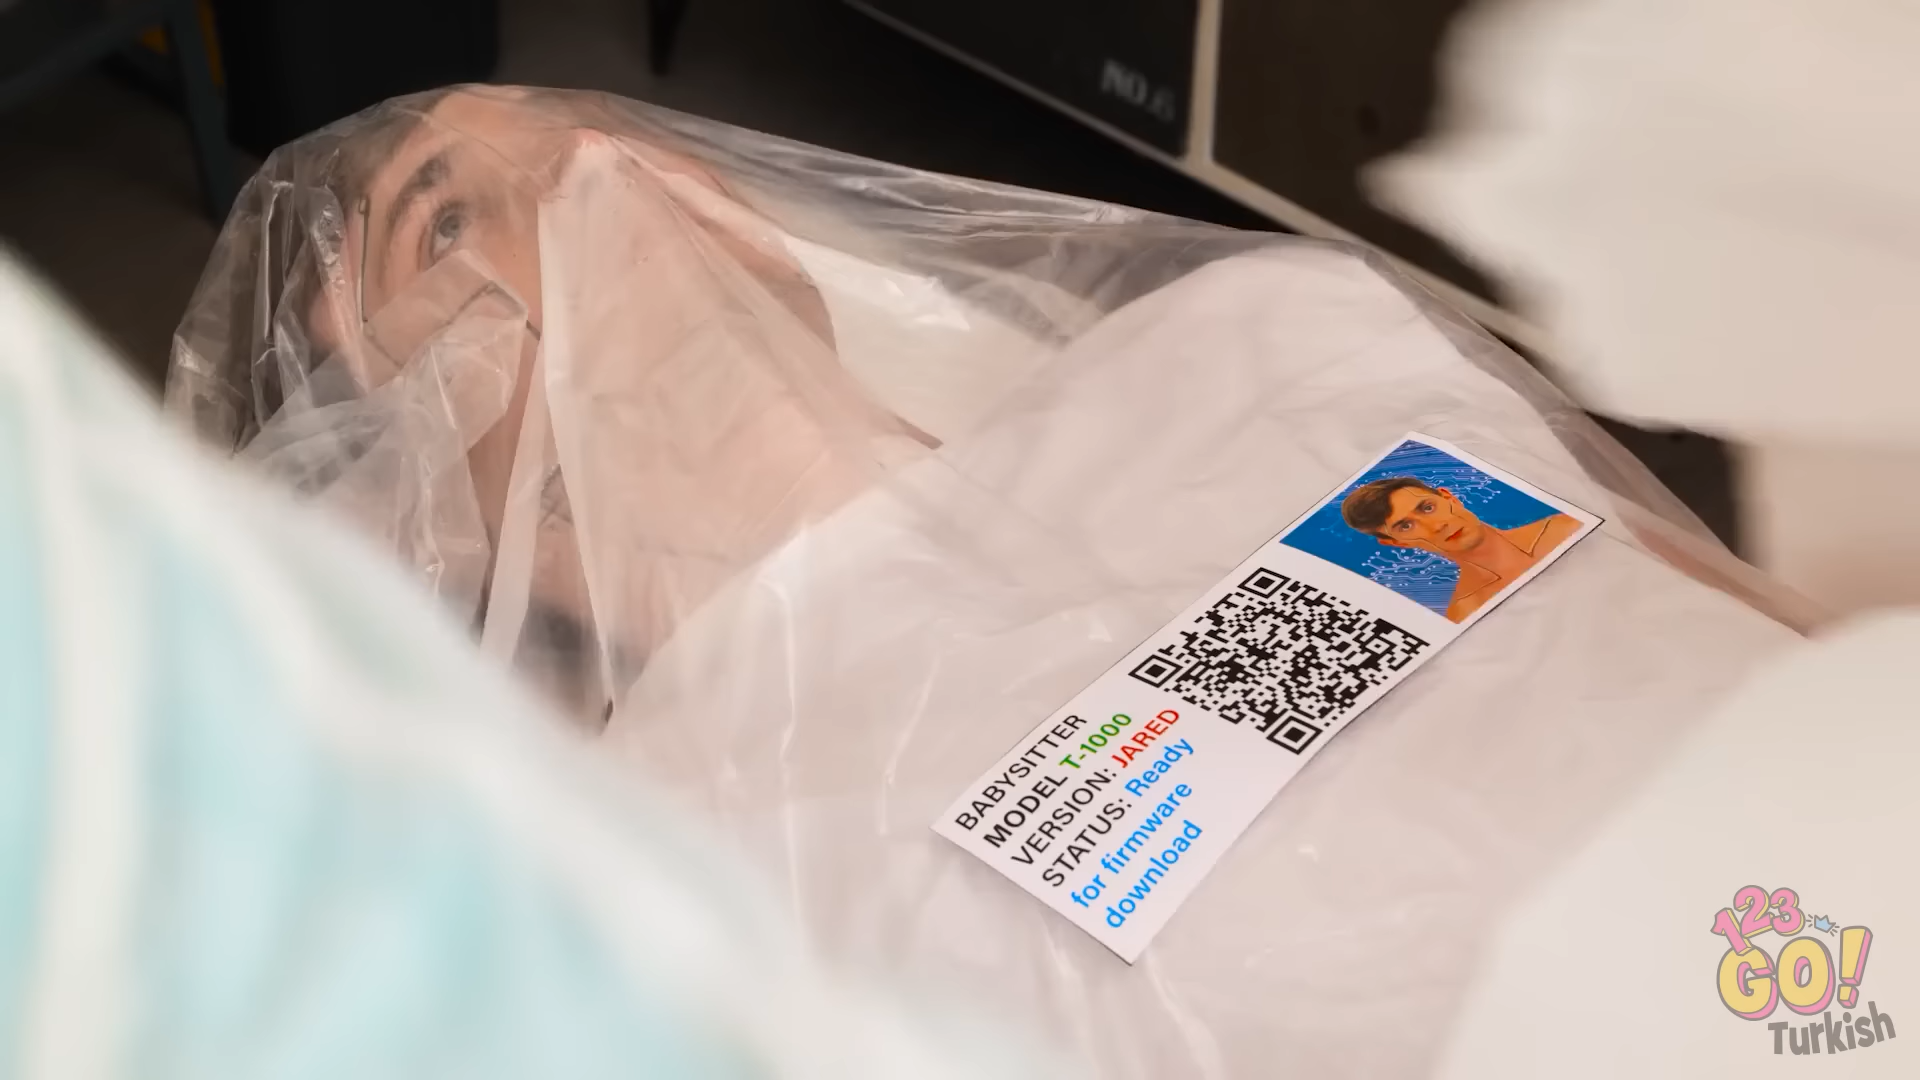 NO.6
BABYSITTER
MODEL T-1000
VERSION: JARED
STATUS: Ready
for firmware
download
123
GO!
Turkish